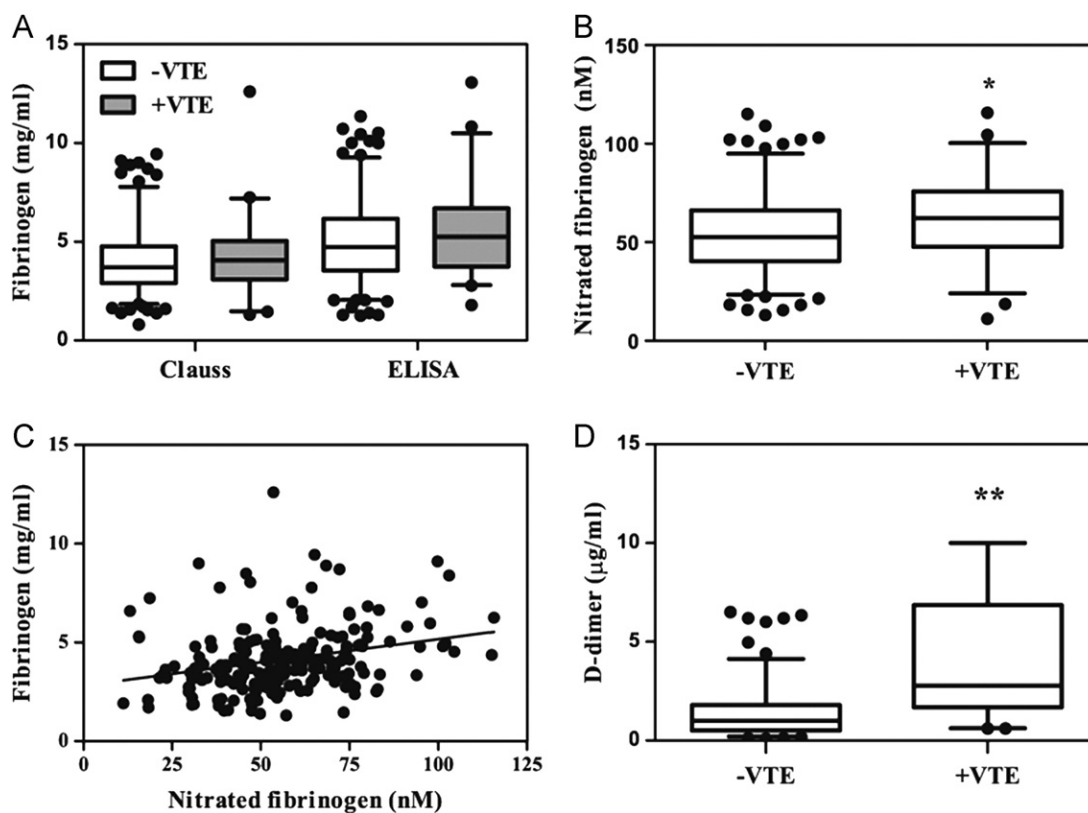 A
Fibrinogen (mg/ml)
15
10
5
0
-VTE
+VTE
Clauss
ELISA
B
Nitrated fibrinogen (nM)
150
100
50
0
*
-VTE
+VTE
C
Fibrinogen (mg/ml)
15
10
5
0
0
25
50
75
100
125
Nitrated fibrinogen (nM)
D
D-dimer (μg/ml)
15
10
5
0
**
-VTE
+VTE